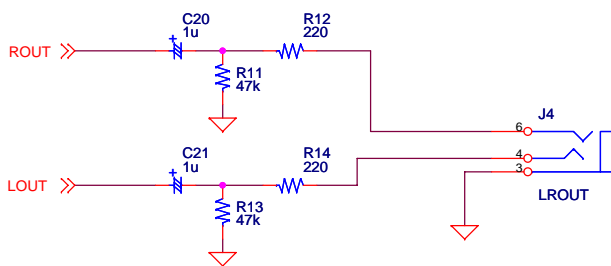 C20
1u
+
R12
220
ROUT
R11
47k
J4
6
C21
1u
+
R14
220
4
3
LOUT
LROUT
R13
47k